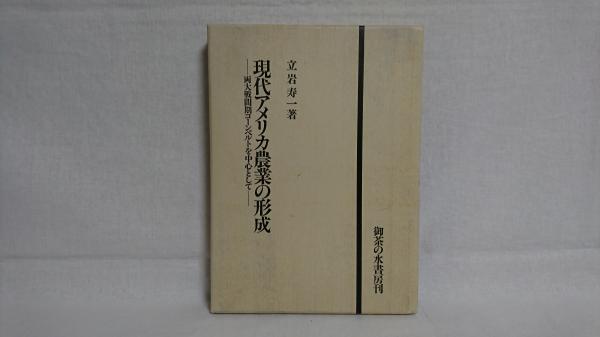 立岩寿一著
現代アメリカ農業の形成
──両大戦間期コーンベルトを中心として──
御茶の水書房刊